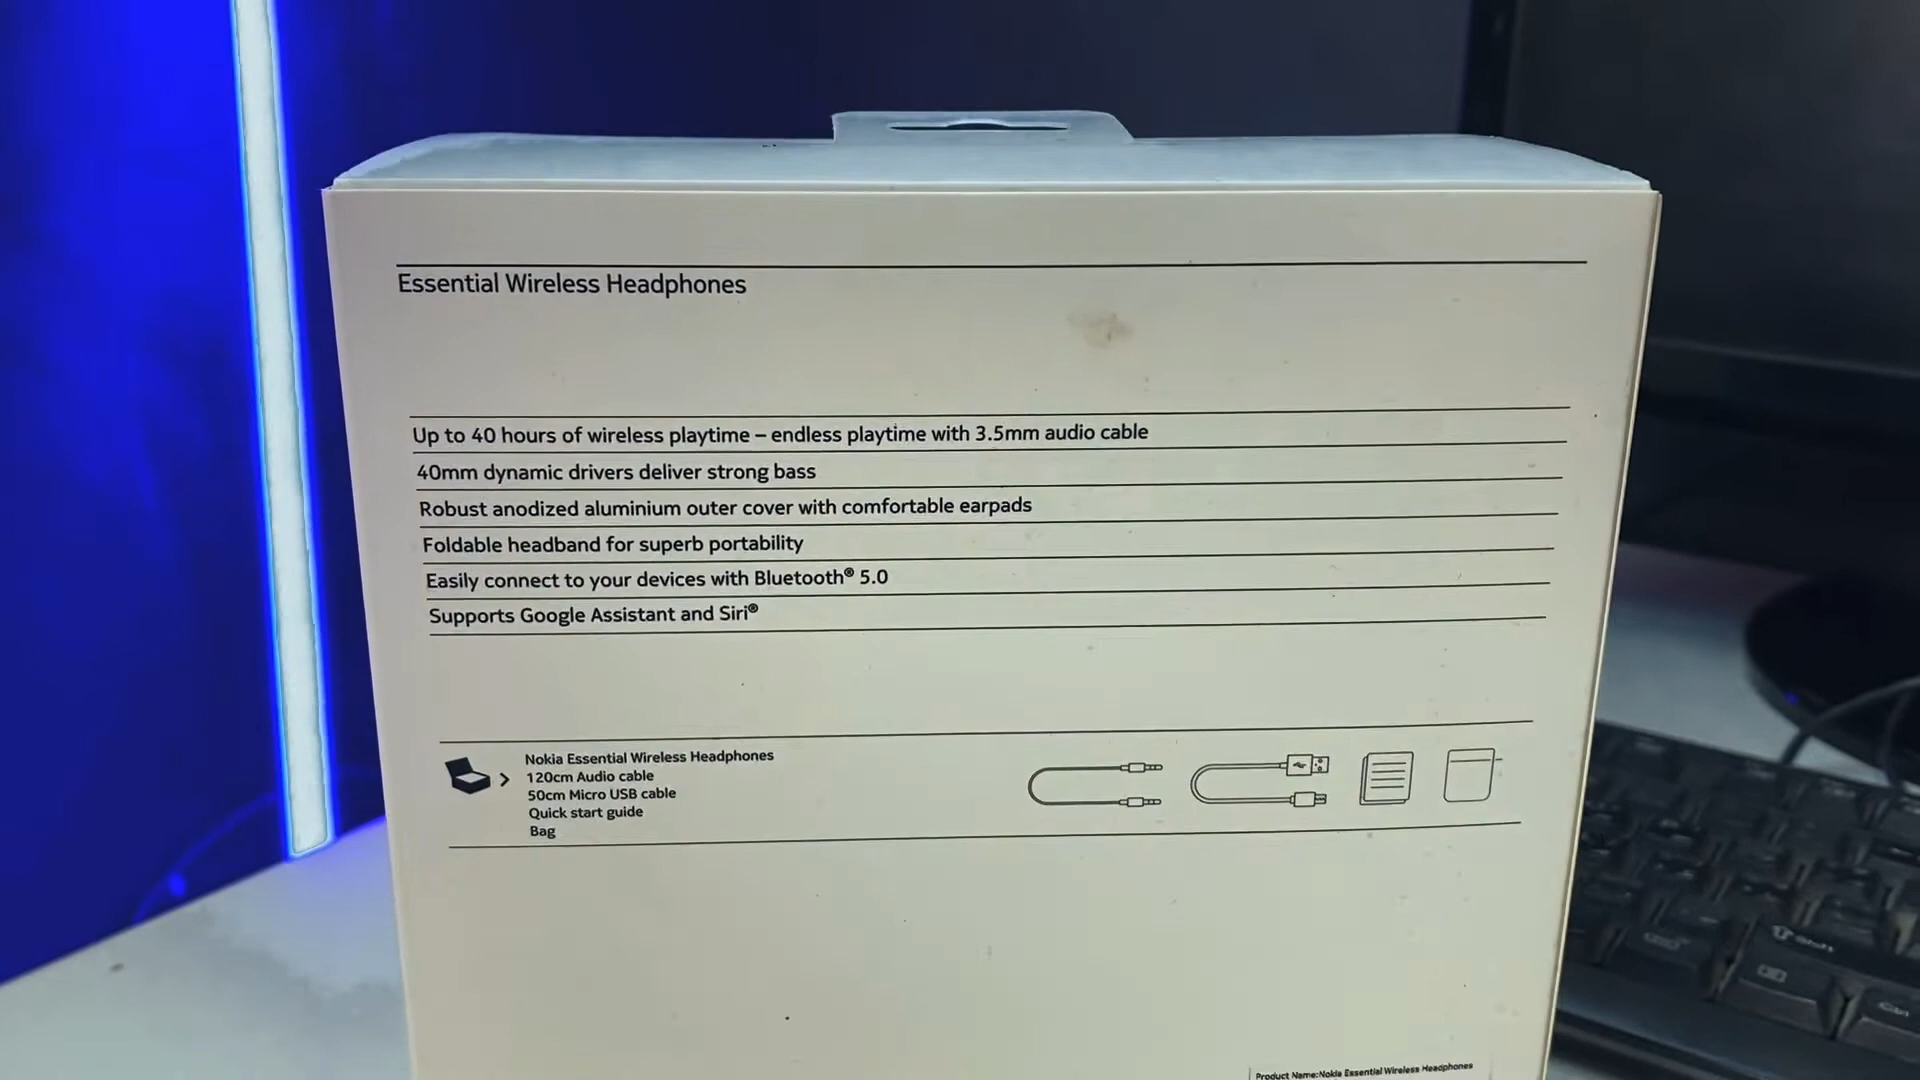 Essential Wireless Headphones
Up to 40 hours of wireless playtime – endless playtime with 3.5mm audio cable
40mm dynamic drivers deliver strong bass
Robust anodized aluminium outer cover with comfortable earpads
Foldable headband for superb portability
Easily connect to your devices with Bluetooth® 5.0
Supports Google Assistant and Siri®
Nokia Essential Wireless Headphones
120cm Audio cable
50cm Micro USB cable
Quick start guide
Bag
Product Name:Nokia Essential Wireless Headphones